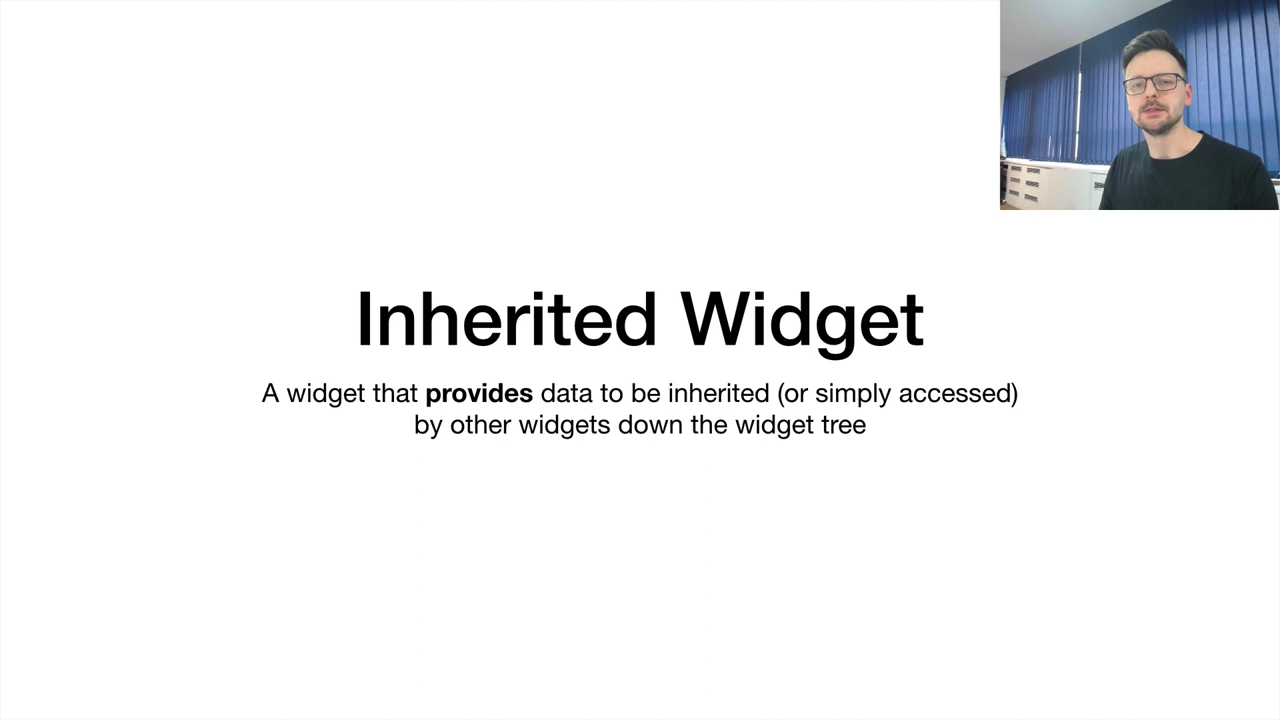 Inherited Widget
A widget that provides data to be inherited (or simply accessed)
by other widgets down the widget tree